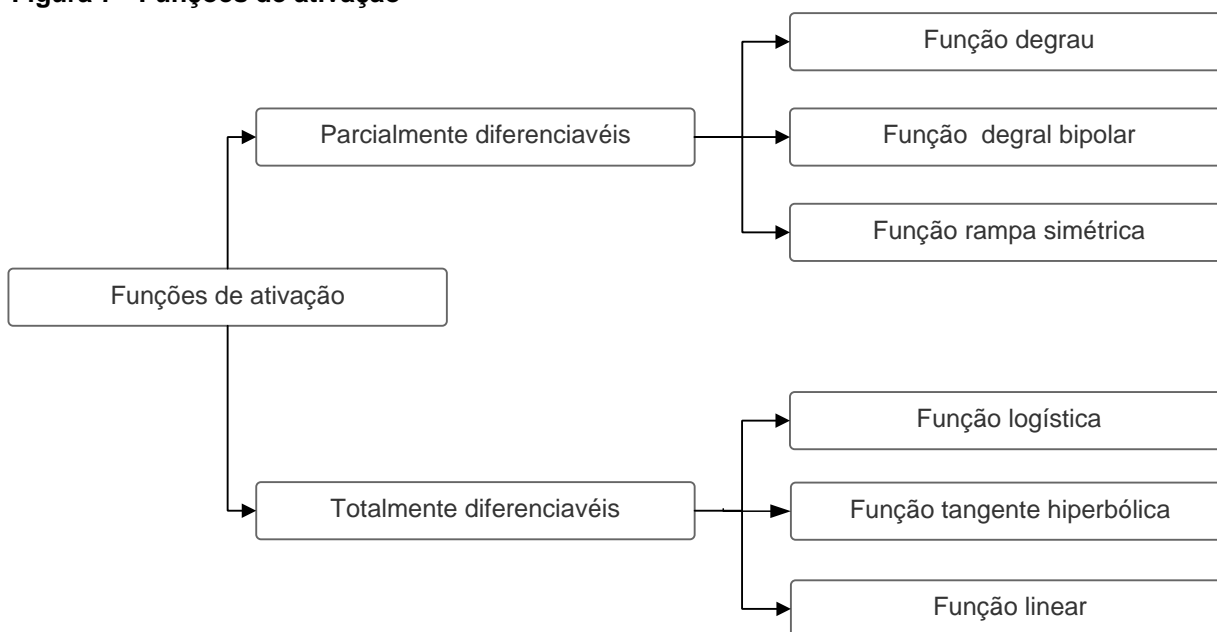 Função degrau
Parcialmente diferenciavéis
Função degral bipolar
Função rampa simétrica
Funções de ativação
Função logística
Totalmente diferenciavéis
Função tangente hiperbólica
Função linear